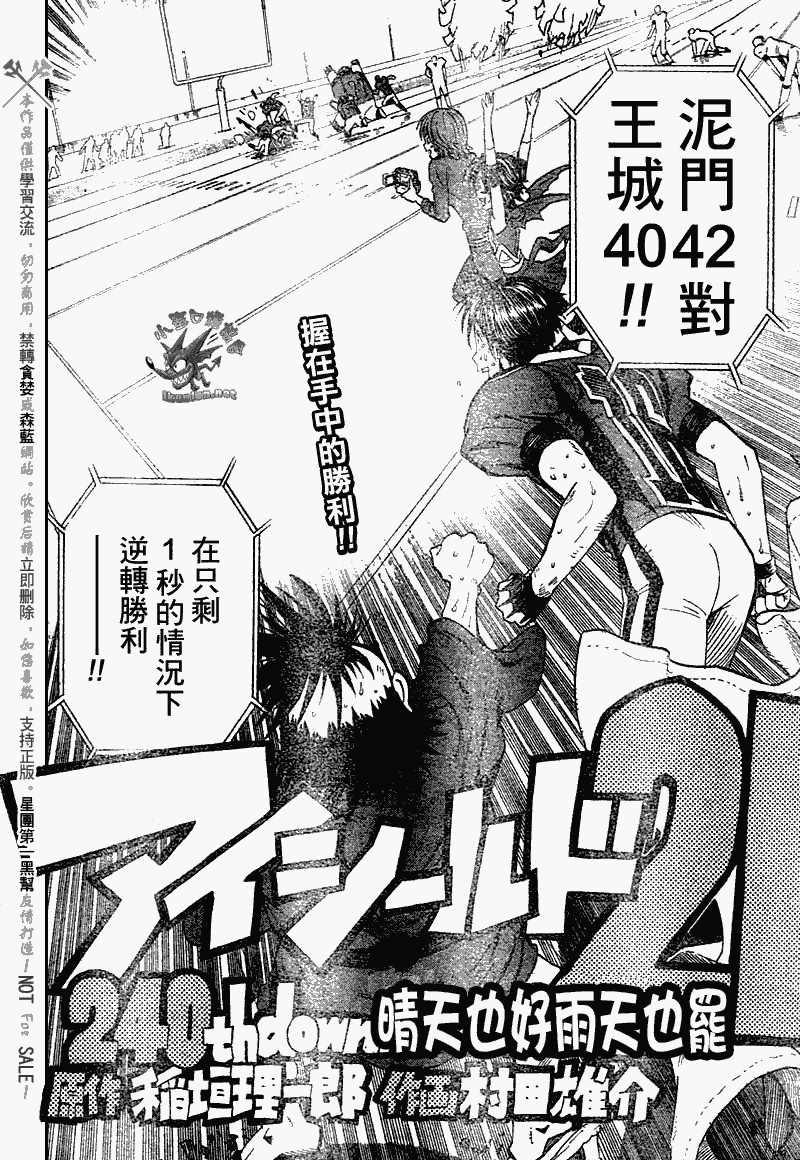 泥門42對
王城40!!
握在手中的勝利!!
在只剩
1秒的情況下
逆轉勝利
——!!
アイシールド21
240thdown
晴天也好雨天也罷
原作 稲垣理一郎 作画 村田雄介
本作品僅供學習交流，切勿商用，禁轉貪婪或森藍網站。欣賞后請立即刪除，如您喜歡，支持正版。星團第一黑幫友情打造—NOT For SALE—